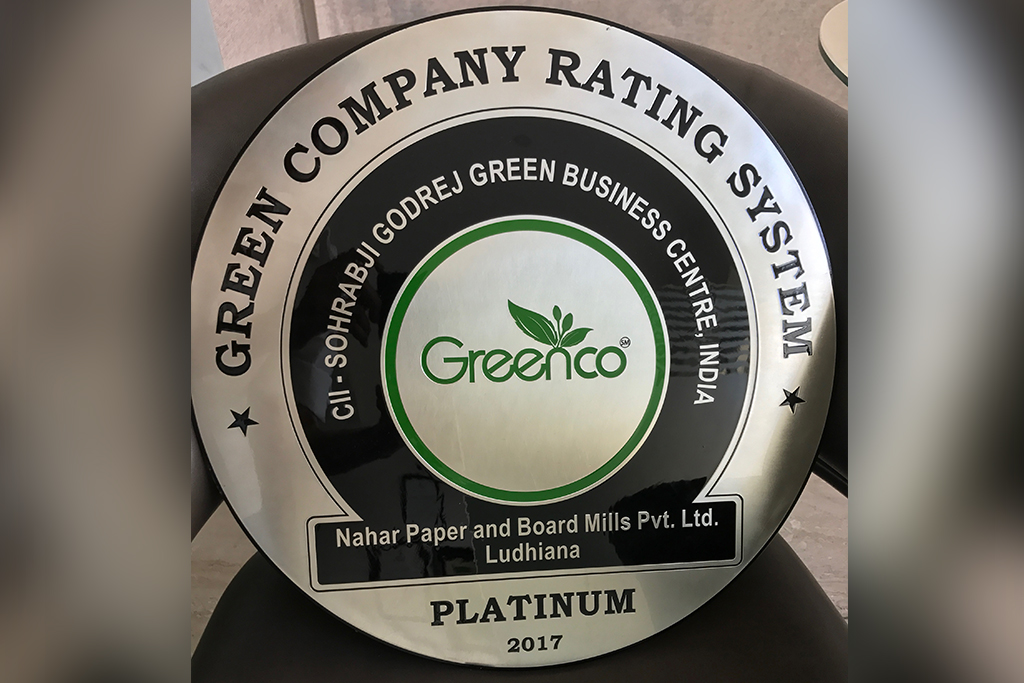 GREEN COMPANY RATING SYSTEM
CII - SOHRABJI GODREJ GREEN BUSINESS CENTRE, INDIA
Greenco SM
Nahar Paper and Board Mills Pvt. Ltd.
Ludhiana
PLATINUM
2017